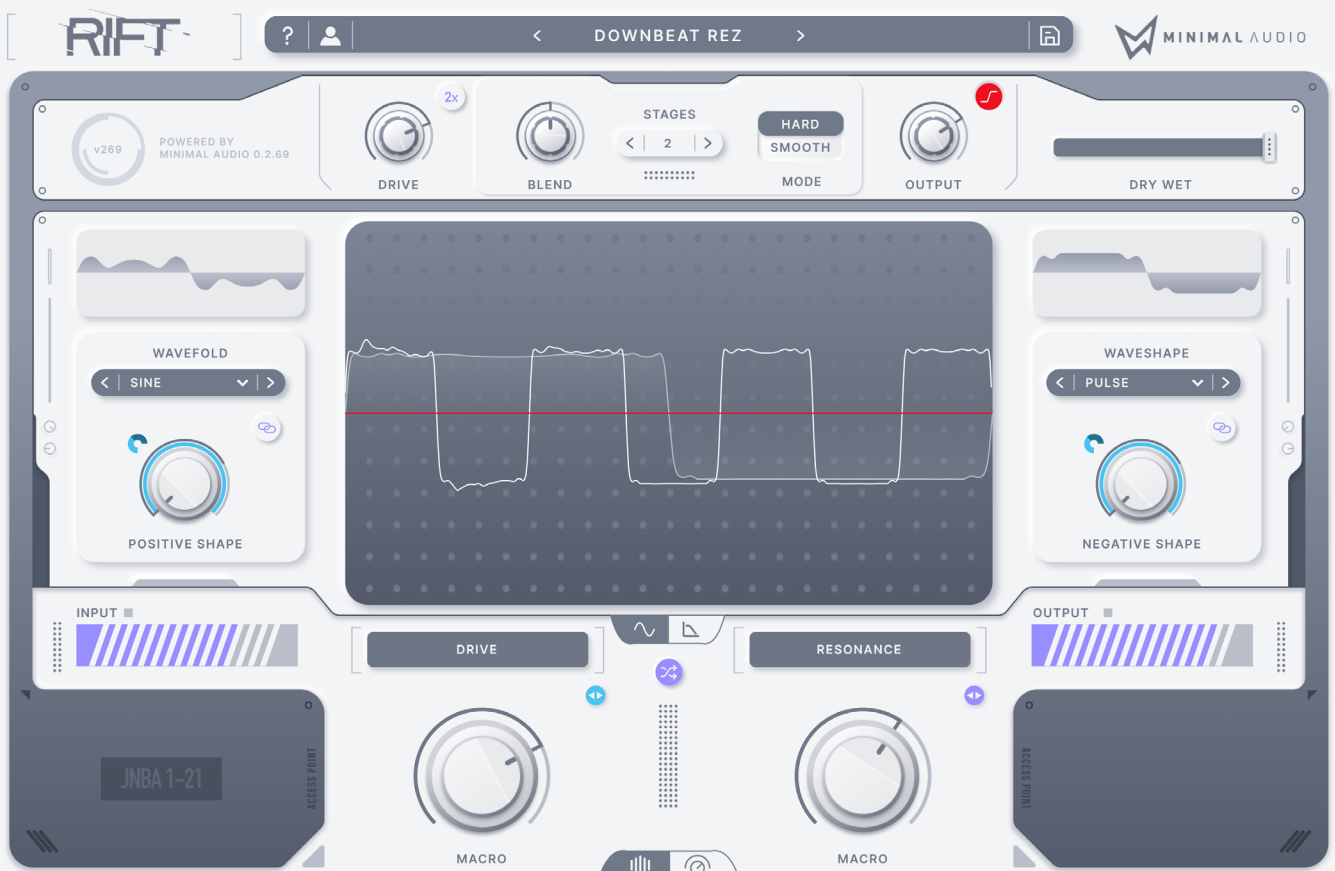 RIFT
?
DOWNBEAT REZ
MINIMAL AUDIO
v269
POWERED BY
MINIMAL AUDIO 0.2.69
2x
DRIVE
BLEND
STAGES
2
HARD
SMOOTH
MODE
OUTPUT
DRY WET
WAVEFOLD
SINE
POSITIVE SHAPE
WAVESHAPE
PULSE
NEGATIVE SHAPE
INPUT
OUTPUT
DRIVE
RESONANCE
JNBA 1-21
ACCESS POINT
ACCESS POINT
MACRO
MACRO